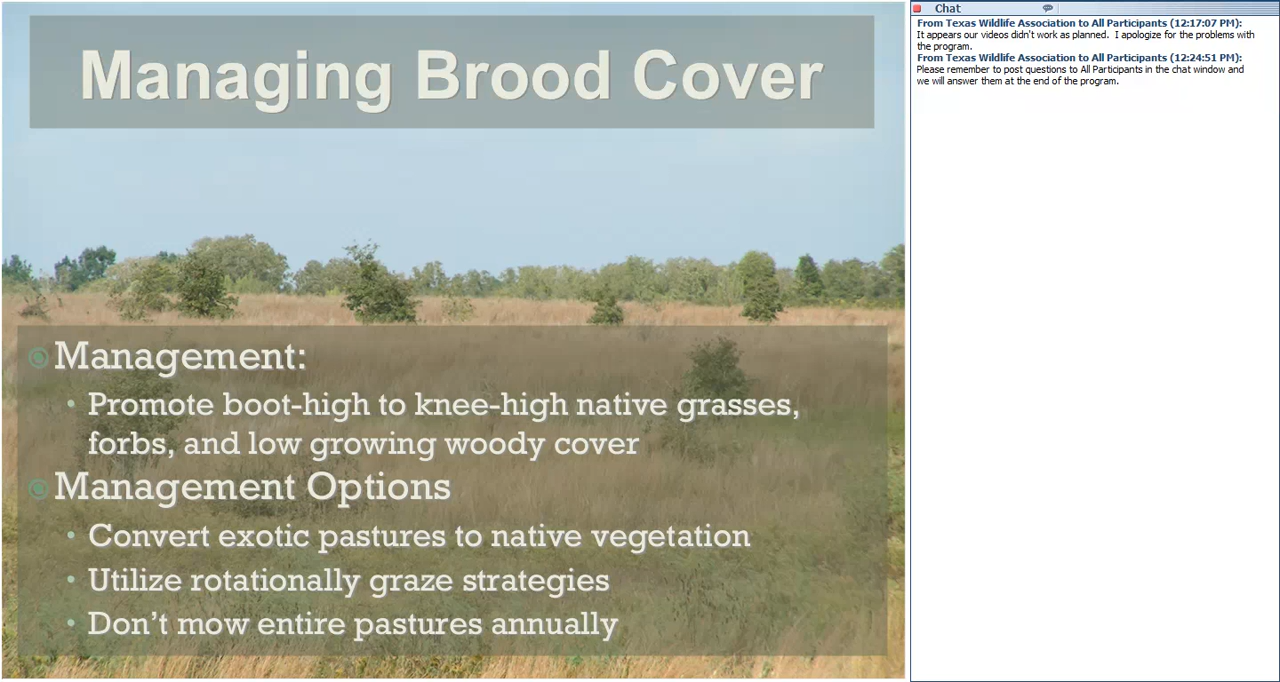 Managing Brood Cover
Management:
• Promote boot-high to knee-high native grasses,
forbs, and low growing woody cover
Management Options
• Convert exotic pastures to native vegetation
• Utilize rotationally graze strategies
• Don't mow entire pastures annually
Chat
From Texas Wildlife Association to All Participants (12:17:07 PM):
It appears our videos didn't work as planned.  I apologize for the problems with
the program.
From Texas Wildlife Association to All Participants (12:24:51 PM):
Please remember to post questions to All Participants in the chat window and
we will answer them at the end of the program.